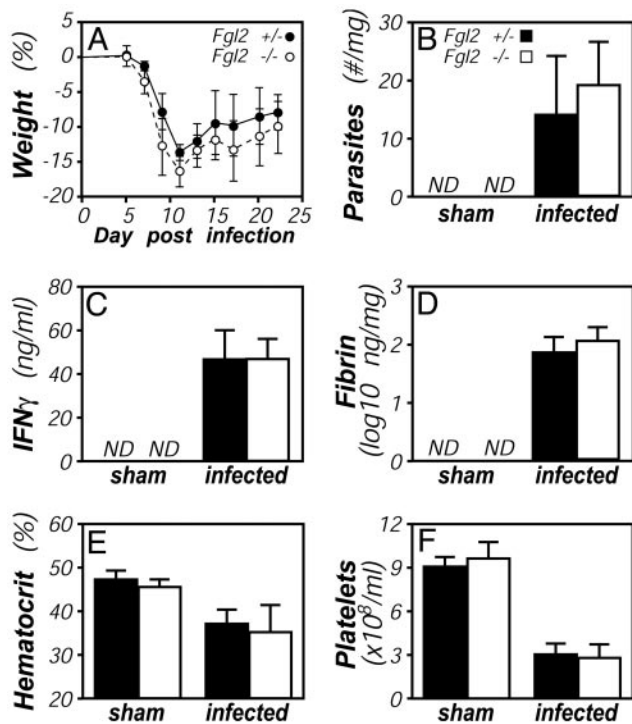 A
Fgl2 +/-
Fgl2 -/-
Weight (%)
5
0
-5
-10
-15
-20
0 5 10 15 20 25
Day post infection
B
Fgl2 +/-
Fgl2 -/-
Parasites (#/mg)
30
20
10
0
ND ND
sham infected
C
IFNγ (ng/ml)
80
60
40
20
0
ND ND
sham infected
D
Fibrin
(log10 ng/mg)
2
2
1
0
ND ND
sham infected
E
Hematocrit (%)
60
50
40
30
20
sham infected
F
Platelets
(x10⁸/ml)
12
9
6
3
0
sham infected